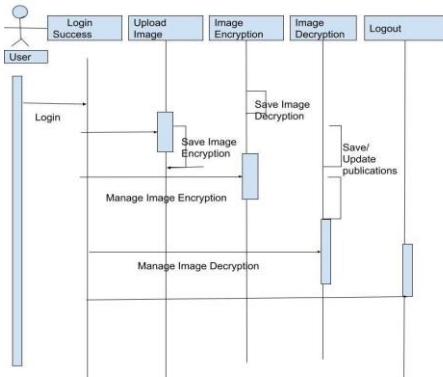 Login
Success
Upload
Image
Image
Encryption
Image
Decryption
Logout
User
Save Image
Decryption
Login
Save Image
Encryption
Save/
Update
publications
Manage Image Encryption
Manage Image Decryption